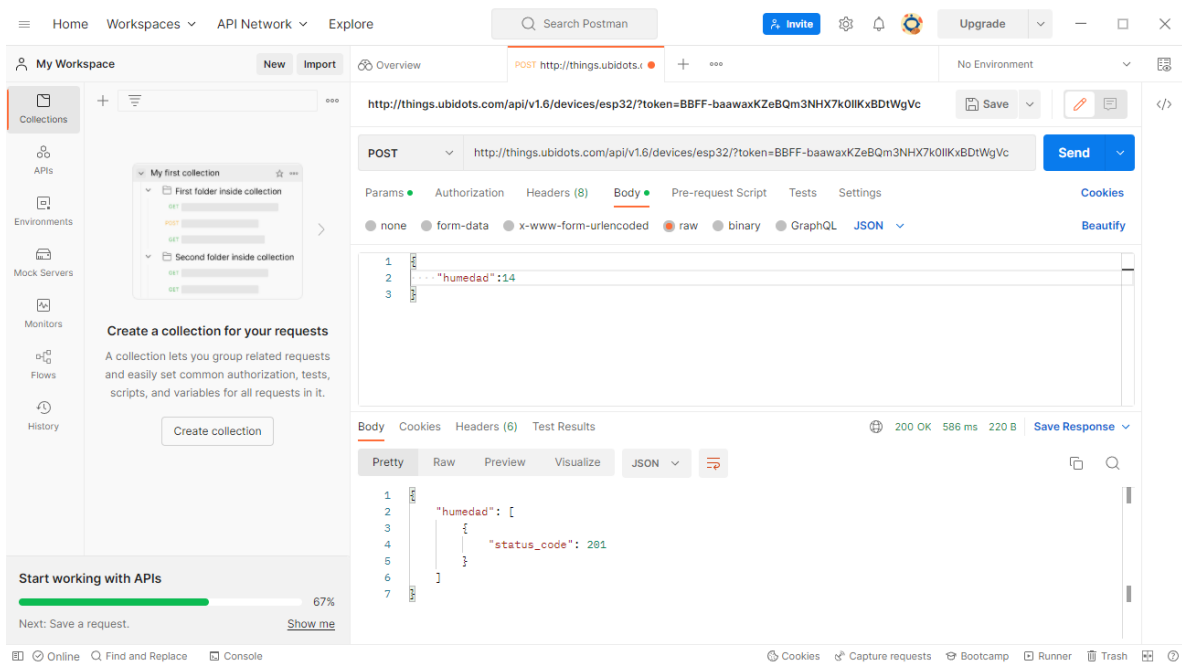 Home Workspaces API Network Explore Search Postman Invite Upgrade
My Workspace New Import Overview POST http://things.ubidots.c No Environment
Collections
APIs
Environments
Mock Servers
Monitors
Flows
History
My first collection
First folder inside collection
GET
POST
GET
Second folder inside collection
GET
GET
Create a collection for your requests
A collection lets you group related requests
and easily set common authorization, tests,
scripts, and variables for all requests in it.
Create collection
Start working with APIs
67%
Next: Save a request. Show me
http://things.ubidots.com/api/v1.6/devices/esp32/?token=BBFF-baawaxKZeBQm3NHX7k0IlKxBDtWgVc Save
POST http://things.ubidots.com/api/v1.6/devices/esp32/?token=BBFF-baawaxKZeBQm3NHX7k0IlKxBDtWgVc Send
Params Authorization Headers (8) Body Pre-request Script Tests Settings Cookies
none form-data x-www-form-urlencoded raw binary GraphQL JSON Beautify
1 {
2 "humedad":14
3 }
Body Cookies Headers (6) Test Results 200 OK 586 ms 220 B Save Response
Pretty Raw Preview Visualize JSON
1 {
2 "humedad": [
3 {
4 "status_code": 201
5 }
6 ]
7 }
Online Find and Replace Console Cookies Capture requests Bootcamp Runner Trash